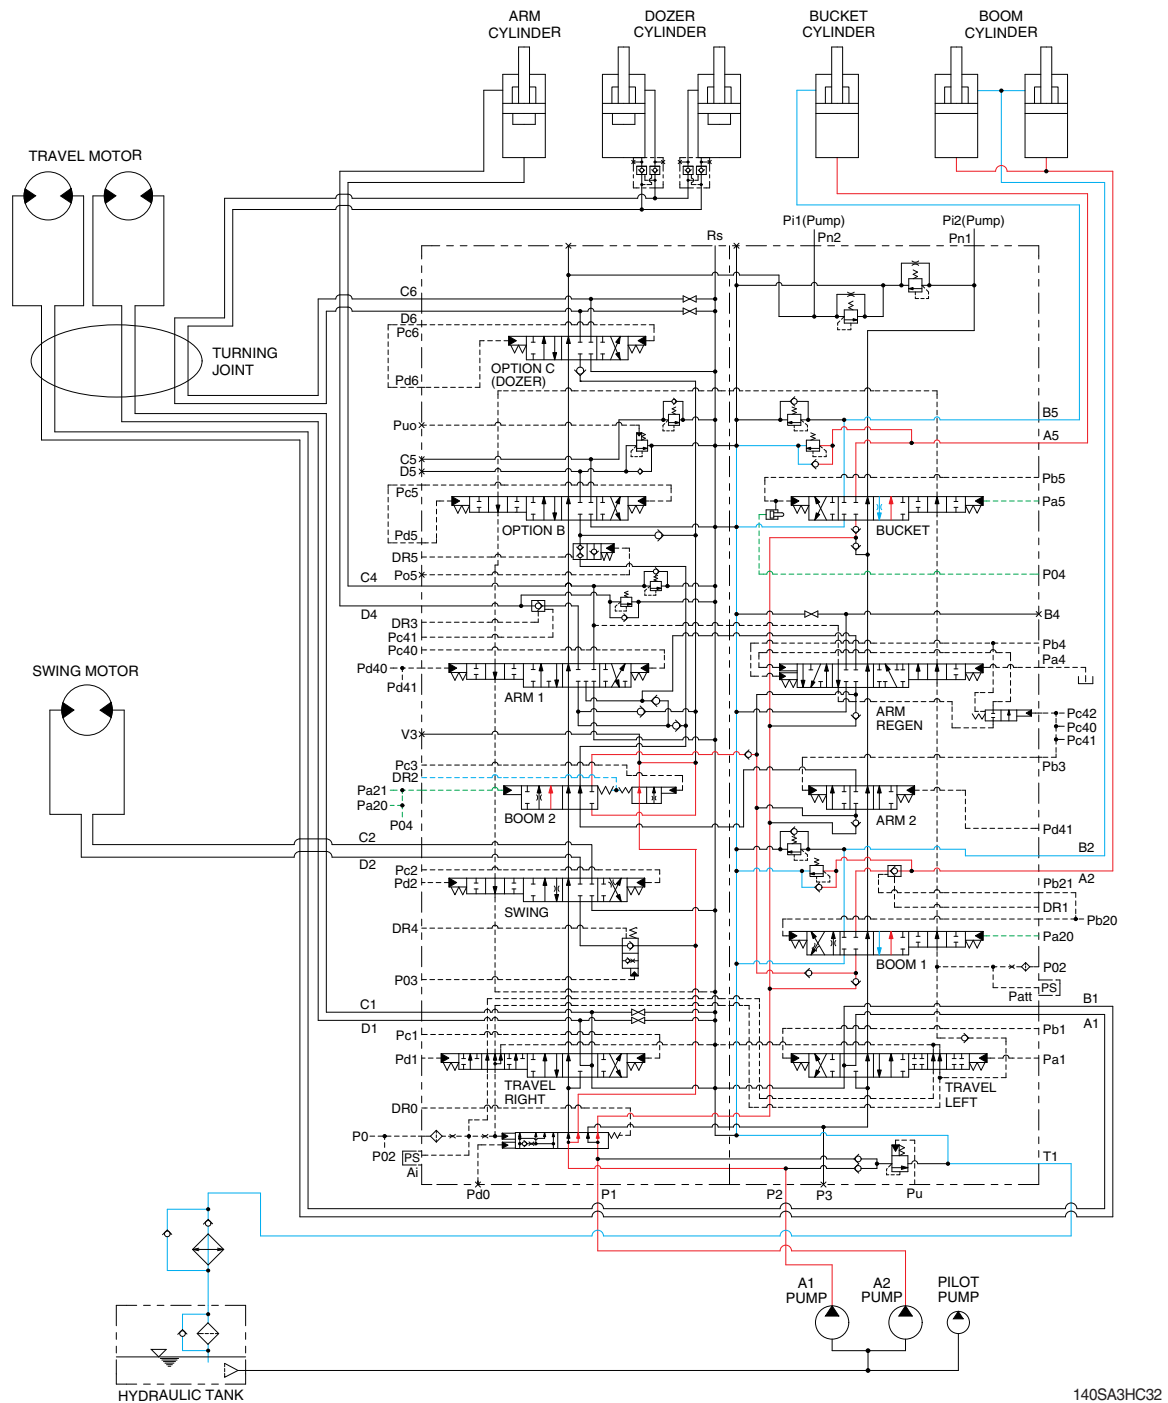 ARM
CYLINDER
DOZER
CYLINDER
BUCKET
CYLINDER
BOOM
CYLINDER
TRAVEL MOTOR
TURNING
JOINT
SWING MOTOR
Pi1(Pump)
Pn2
Pi2(Pump)
Pn1
Rs
C6
D6
Pc6
Pd6
OPTION C
(DOZER)
Puo
C5
D5
Pc5
Pd5
OPTION B
DR5
Po5
C4
D4
DR3
Pc41
Pc40
Pd40
Pd41
ARM 1
V3
Pc3
DR2
Pa21
Pa20
P04
BOOM 2
C2
D2
Pc2
Pd2
SWING
DR4
P03
C1
D1
Pc1
Pd1
TRAVEL
RIGHT
DR0
P0
P02
PS
Ai
Pd0
P1
P2
P3
Pu
B5
A5
Pb5
Pa5
BUCKET
P04
B4
Pb4
Pa4
ARM
REGEN
Pc42
Pc40
Pc41
Pb3
ARM 2
Pd41
B2
A2
Pb21
DR1
Pb20
Pa20
BOOM 1
P02
PS
Patt
B1
A1
Pb1
Pa1
TRAVEL
LEFT
T1
A1
PUMP
A2
PUMP
PILOT
PUMP
HYDRAULIC TANK
140SA3HC32